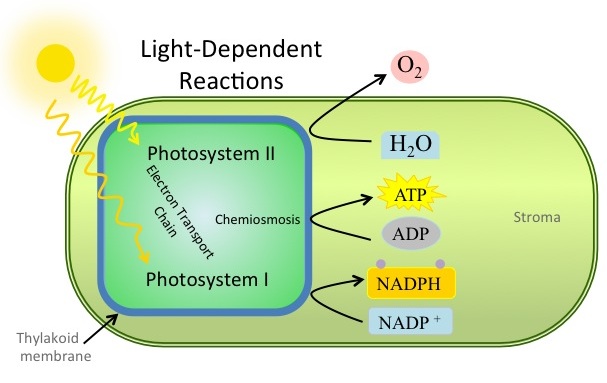 Light-Dependent
Reactions
O₂
H₂O
Photosystem II
Electron Transport
Chain
Chemiosmosis
ATP
ADP
Stroma
Photosystem I
NADPH
NADP⁺
Thylakoid
membrane